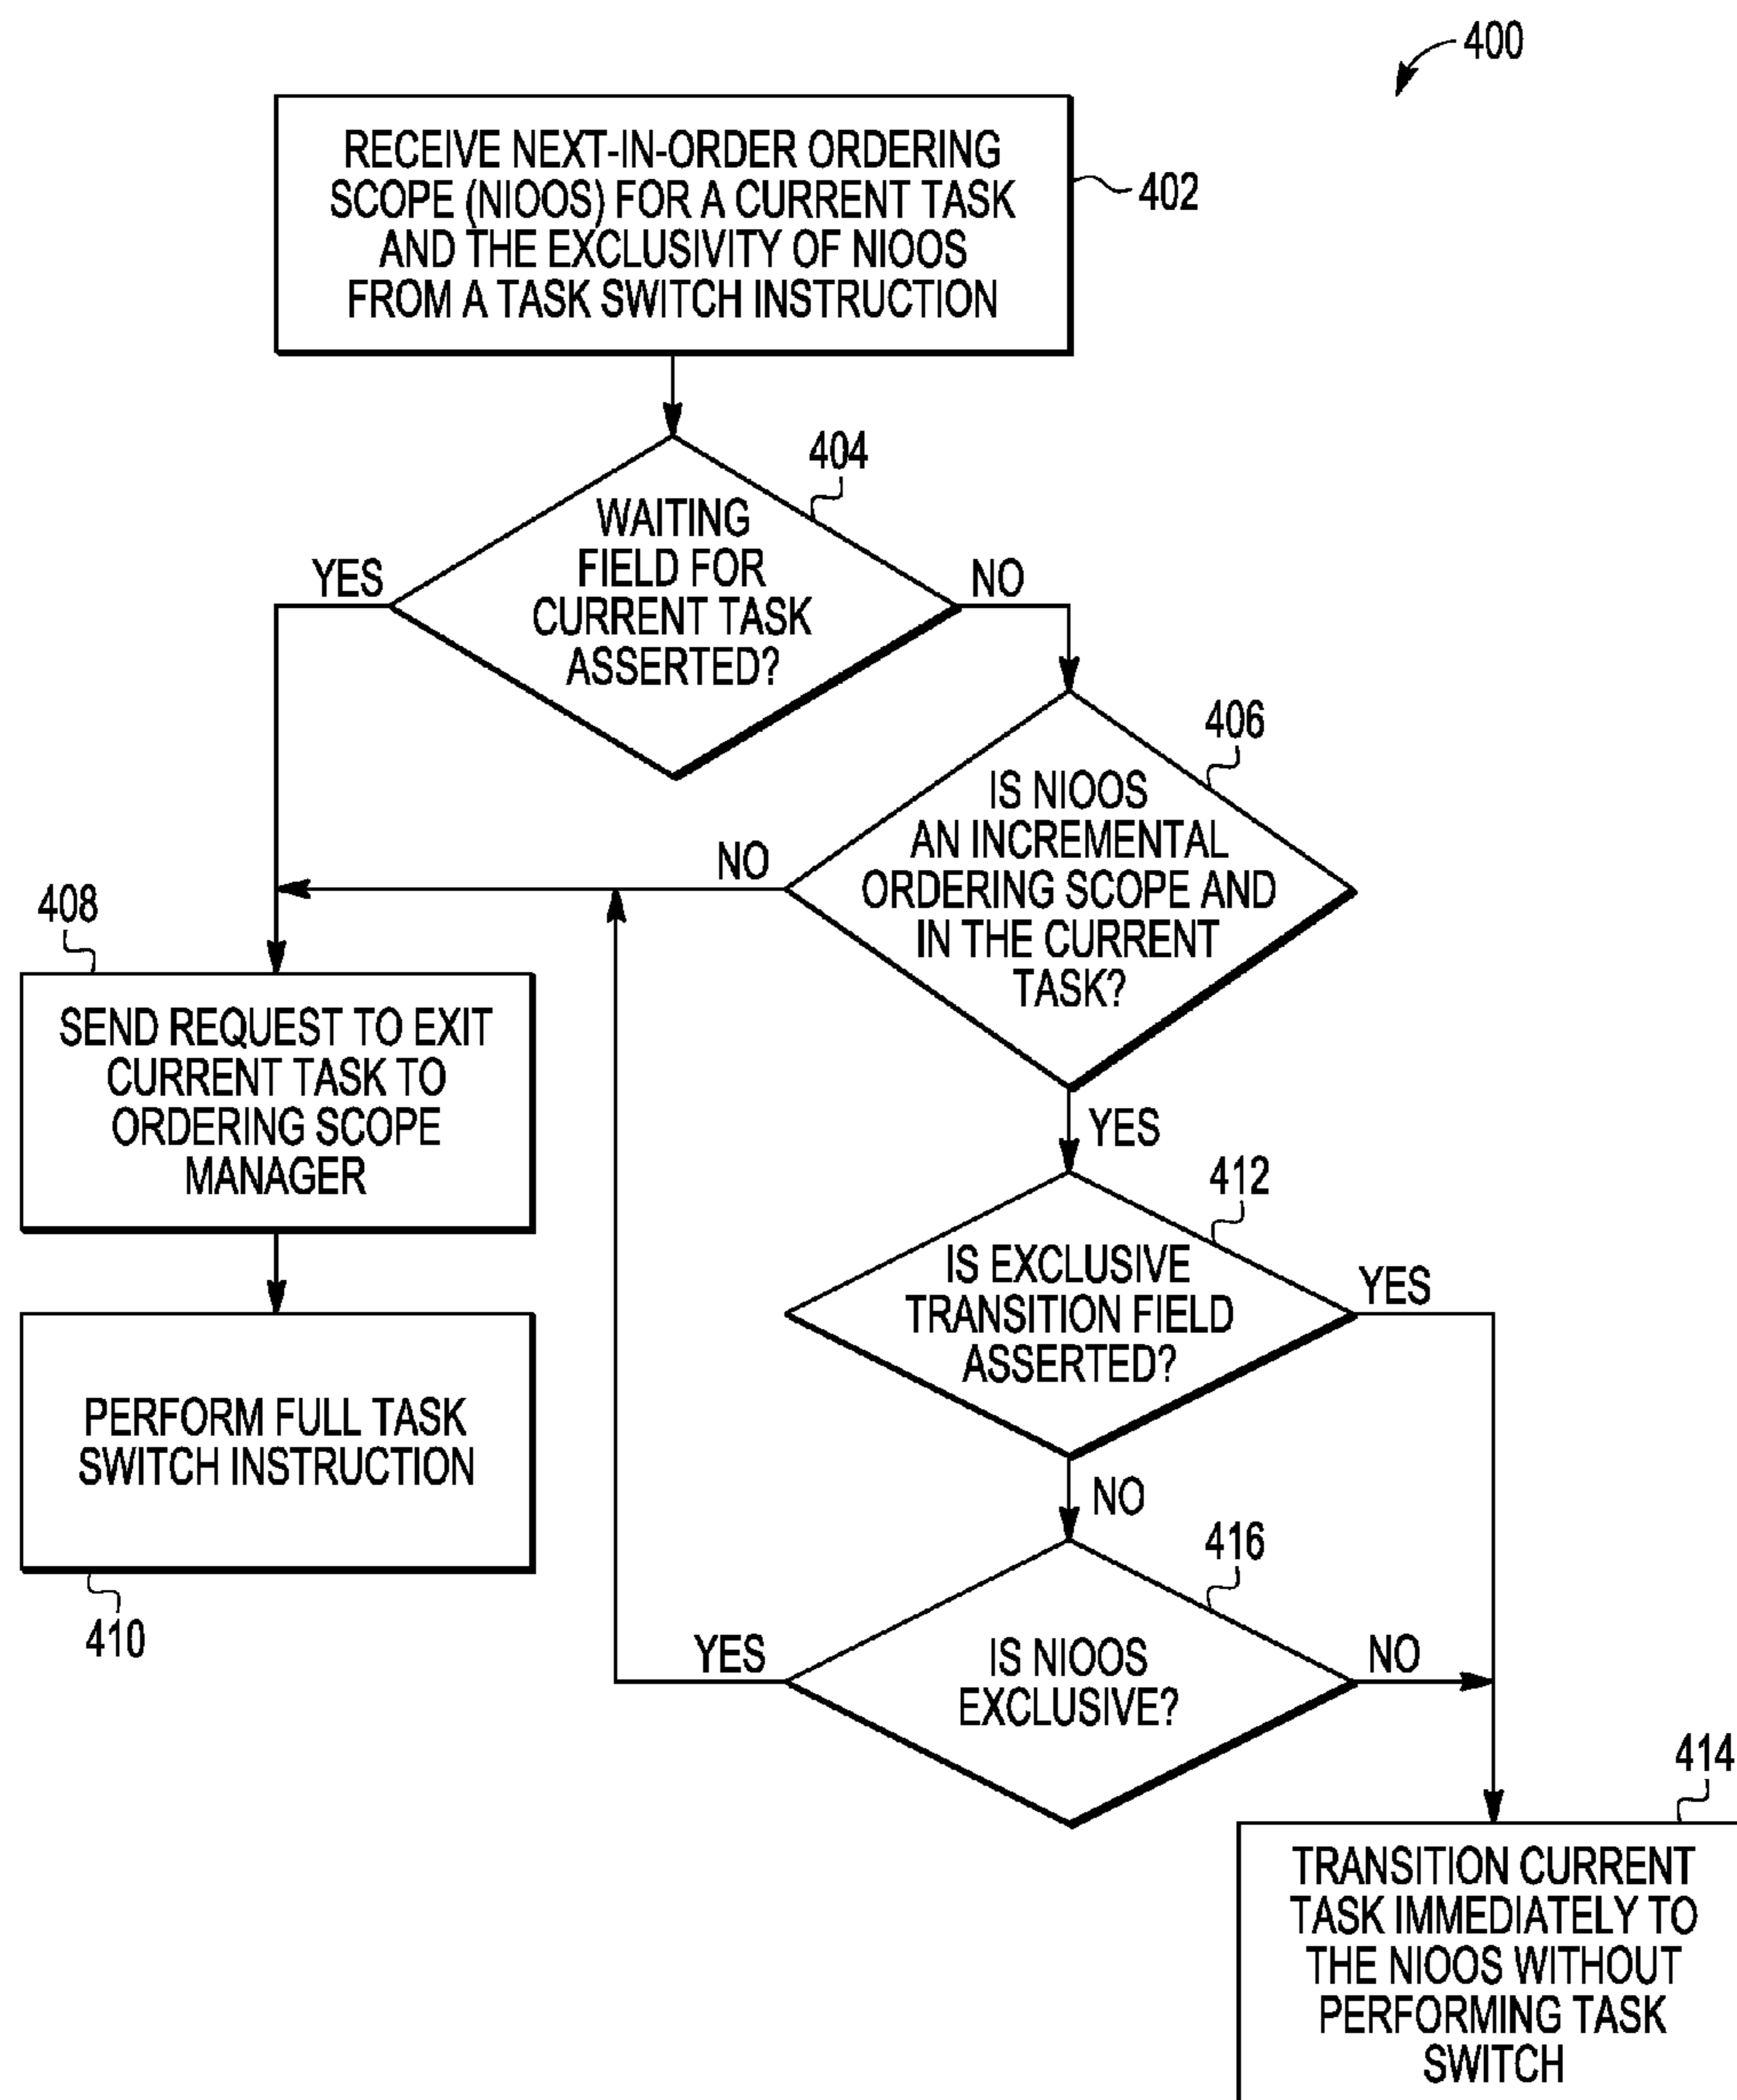 400
RECEIVE NEXT-IN-ORDER ORDERING
SCOPE (NIOOS) FOR A CURRENT TASK
AND THE EXCLUSIVITY OF NIOOS
FROM A TASK SWITCH INSTRUCTION
402
404
WAITING
FIELD FOR
CURRENT TASK
ASSERTED?
YES
NO
406
IS NIOOS
AN INCREMENTAL
ORDERING SCOPE AND
IN THE CURRENT
TASK?
NO
YES
408
SEND REQUEST TO EXIT
CURRENT TASK TO
ORDERING SCOPE
MANAGER
PERFORM FULL TASK
SWITCH INSTRUCTION
410
412
IS EXCLUSIVE
TRANSITION FIELD
ASSERTED?
YES
NO
416
IS NIOOS
EXCLUSIVE?
YES
NO
414
TRANSITION CURRENT
TASK IMMEDIATELY TO
THE NIOOS WITHOUT
PERFORMING TASK
SWITCH